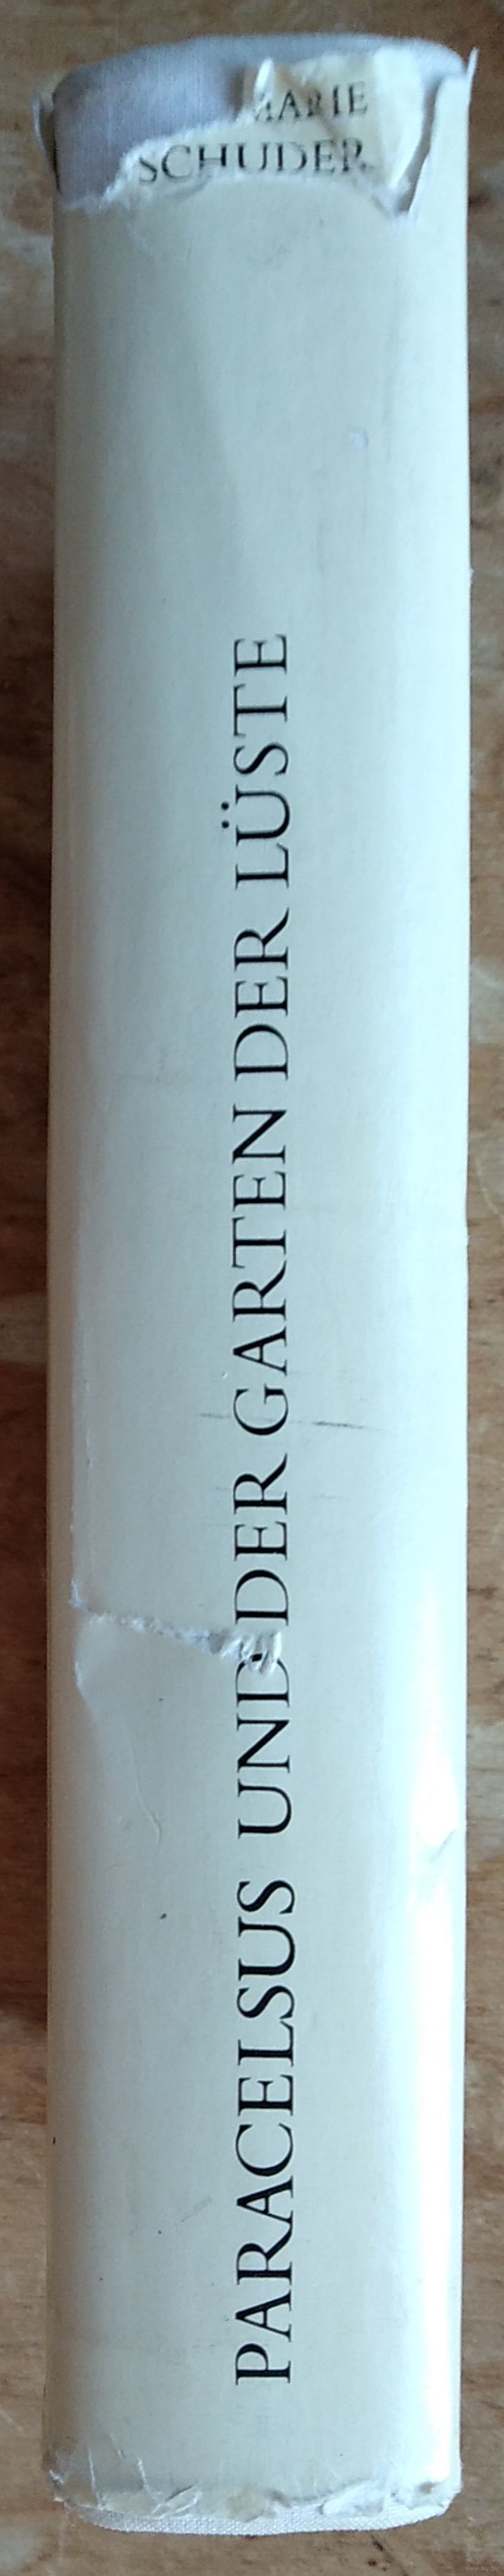 MARIE
SCHUDER
PARACELSUS UND DER GARTEN DER LÜSTE